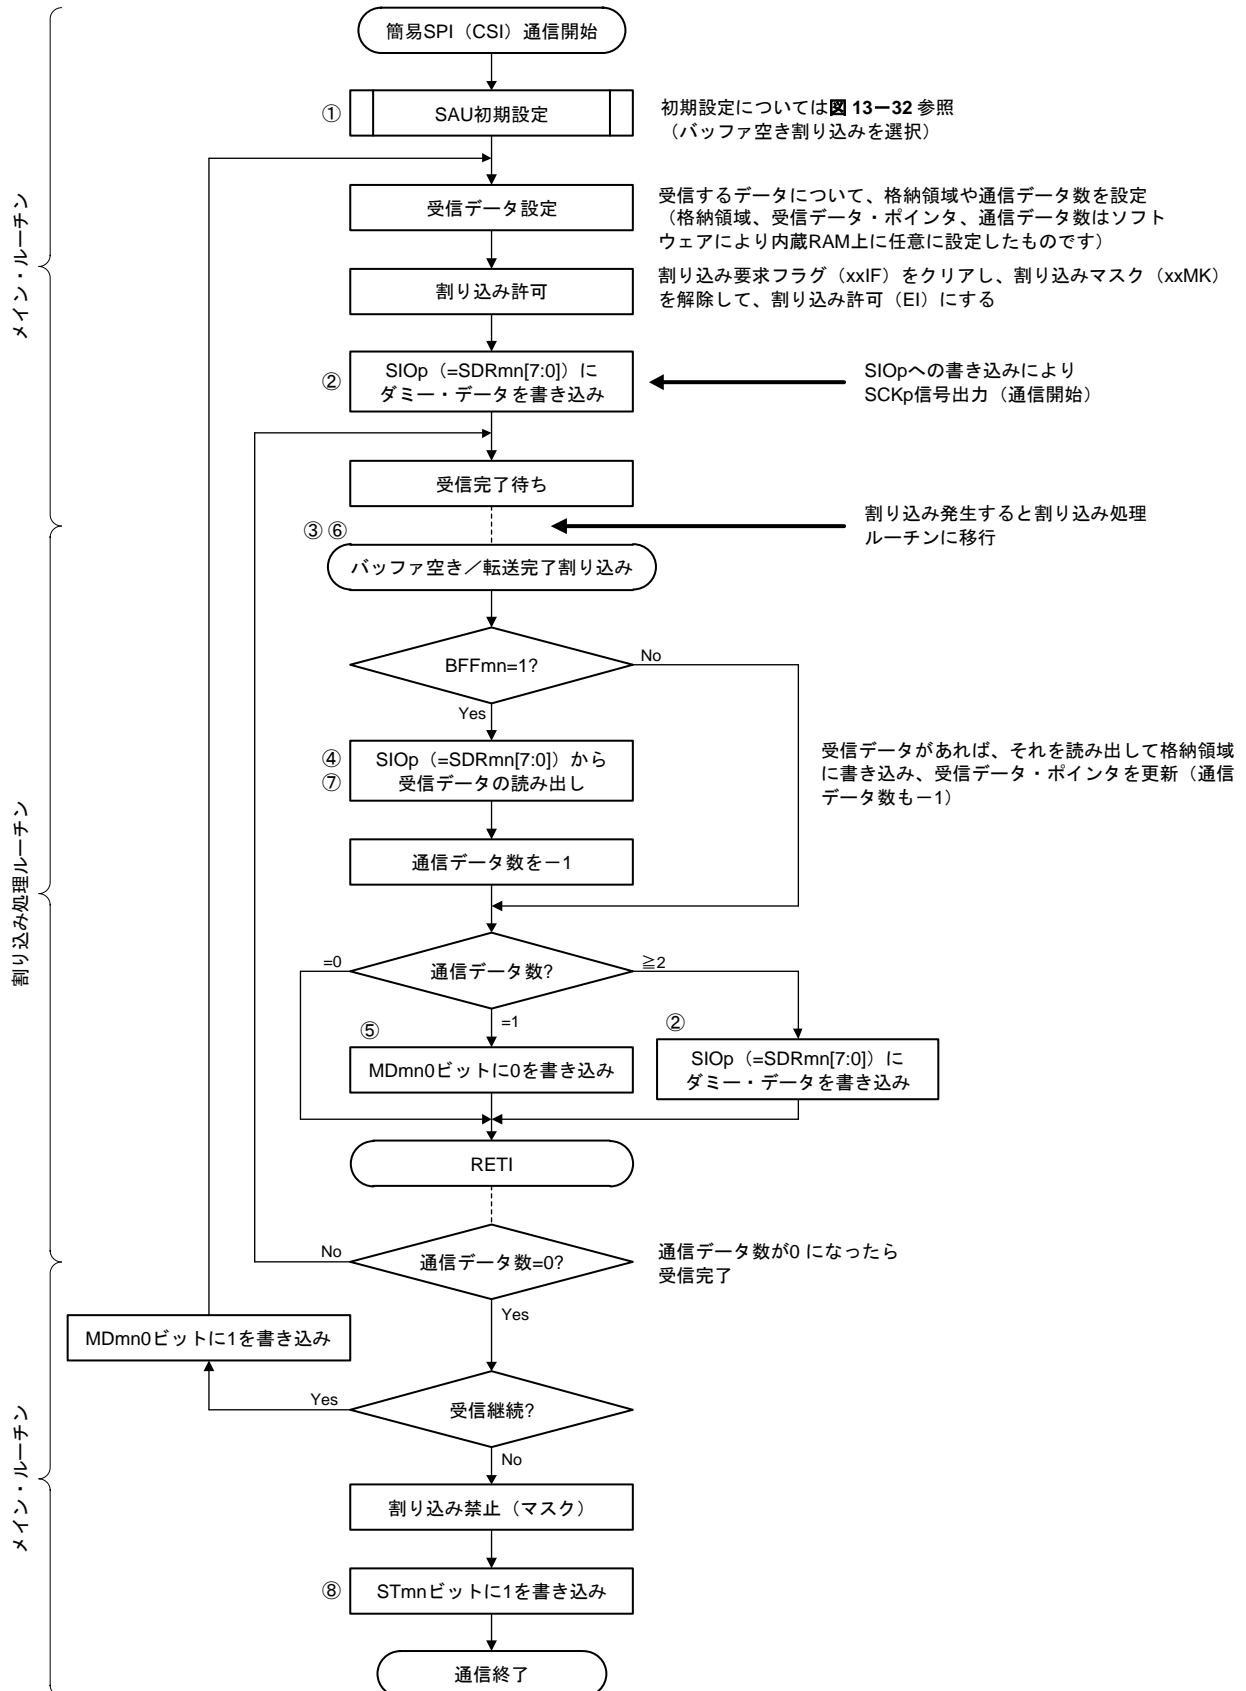 簡易SPI（CSI）通信開始
①
SAU初期設定
初期設定については図 13－32 参照
（バッファ空き割り込みを選択）
メイン・ルーチン
受信データ設定
受信するデータについて、格納領域や通信データ数を設定
（格納領域、受信データ・ポインタ、通信データ数はソフト
ウェアにより内蔵RAM上に任意に設定したものです）
割り込み許可
割り込み要求フラグ（xxIF）をクリアし、割り込みマスク（xxMK）
を解除して、割り込み許可（EI）にする
②
SIOp（=SDRmn[7:0]）に
ダミー・データを書き込み
SIOpへの書き込みにより
SCKp信号出力（通信開始）
受信完了待ち
③ ⑥
割り込み発生すると割り込み処理
ルーチンに移行
バッファ空き／転送完了割り込み
BFFmn=1?
No
Yes
④
⑦
SIOp（=SDRmn[7:0]）から
受信データの読み出し
受信データがあれば、それを読み出して格納領域
に書き込み、受信データ・ポインタを更新（通信
データ数も－1）
割り込み処理ルーチン
通信データ数を－1
=0
通信データ数?
≧2
=1
⑤
MDmn0ビットに0を書き込み
②
SIOp（=SDRmn[7:0]）に
ダミー・データを書き込み
RETI
No
通信データ数=0?
通信データ数が0 になったら
受信完了
Yes
MDmn0ビットに1を書き込み
Yes
受信継続?
No
メイン・ルーチン
割り込み禁止（マスク）
⑧
STmnビットに1を書き込み
通信終了